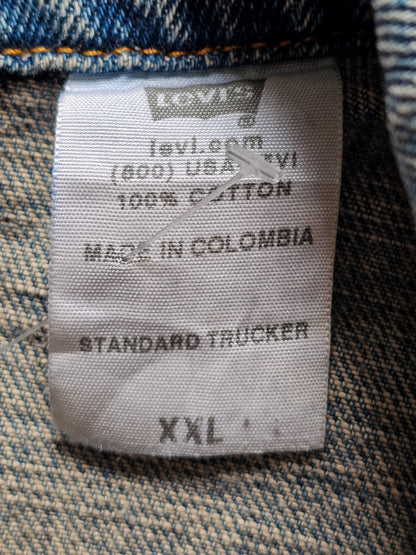 LEVI'S
levi.com
(800) USA
100% COTTON
MADE IN COLOMBIA
STANDARD TRUCKER
XXL